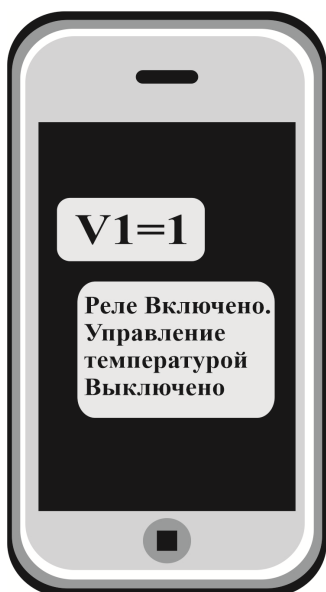 V1=1
Реле Включено.
Управление
температурой
Выключено